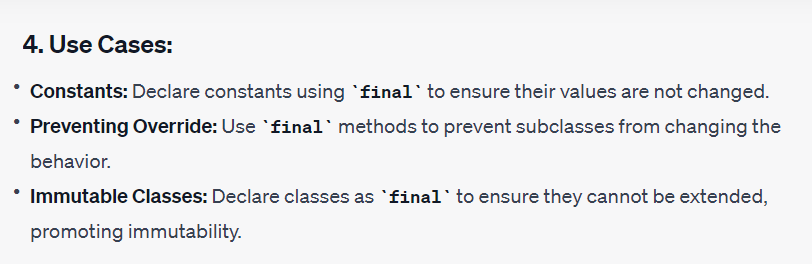 4. Use Cases:
• Constants: Declare constants using `final` to ensure their values are not changed.
• Preventing Override: Use `final` methods to prevent subclasses from changing the
behavior.
• Immutable Classes: Declare classes as `final` to ensure they cannot be extended,
promoting immutability.